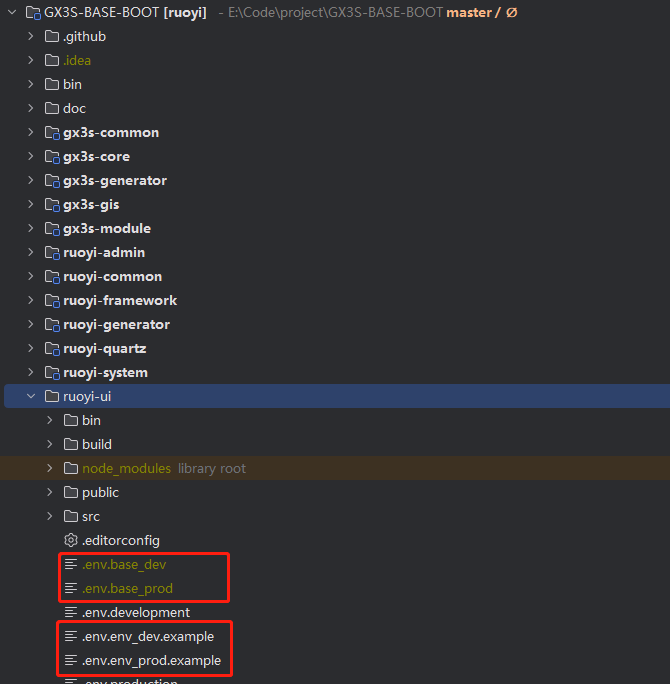 GX3S-BASE-BOOT [ruoyi] - E:\Code\project\GX3S-BASE-BOOT master / Ø
.github
.idea
bin
doc
gx3s-common
gx3s-core
gx3s-generator
gx3s-gis
gx3s-module
ruoyi-admin
ruoyi-common
ruoyi-framework
ruoyi-generator
ruoyi-quartz
ruoyi-system
ruoyi-ui
bin
build
node_modules library root
public
src
.editorconfig
.env.base_dev
.env.base_prod
.env.development
.env.env_dev.example
.env.env_prod.example
.env.production